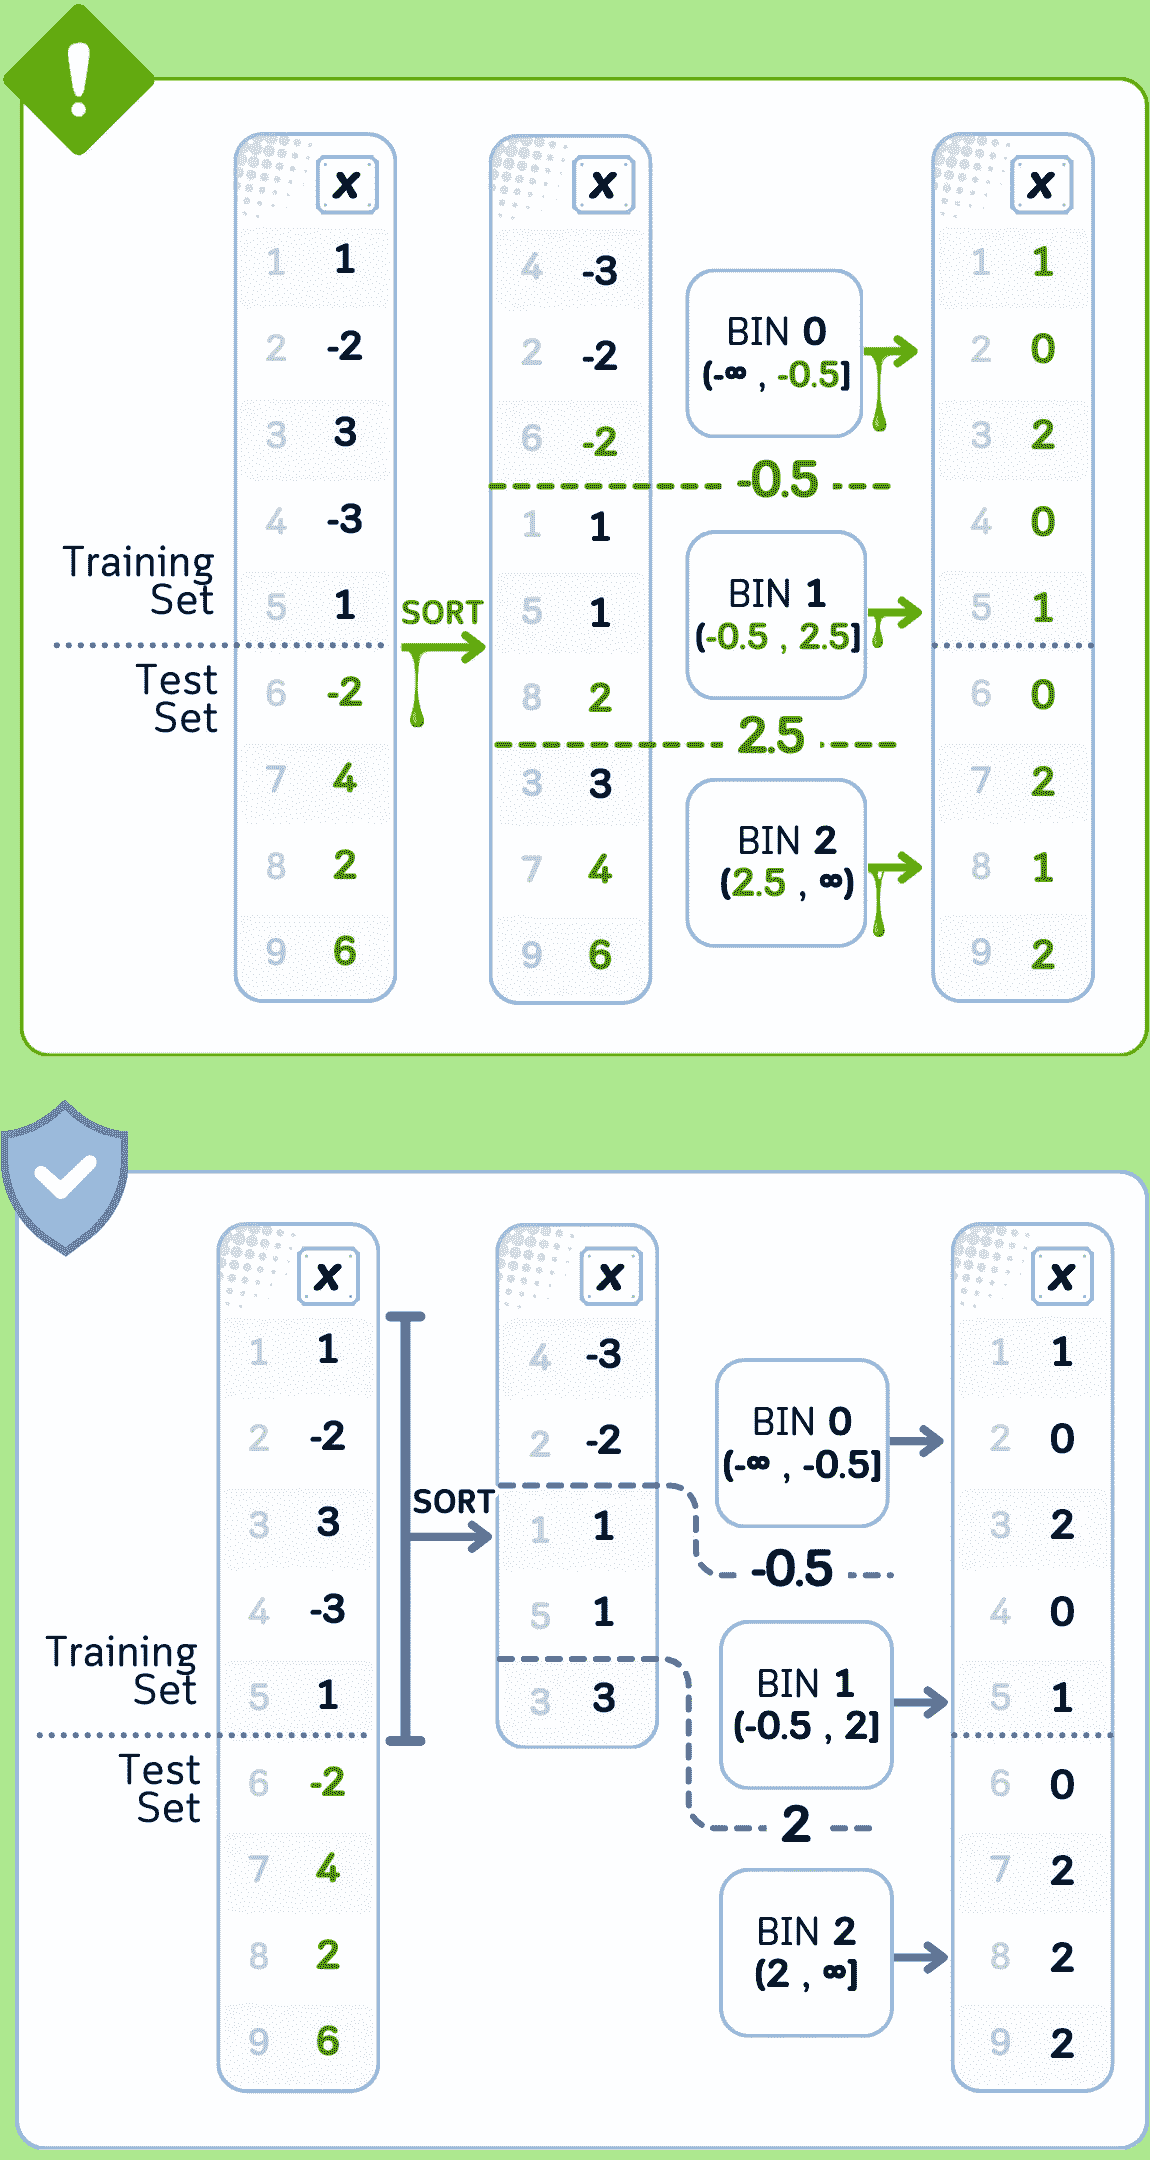 !
x
1 1
2 -2
3 3
4 -3
5 1
6 -2
7 4
8 2
9 6
Training
Set
Test
Set
SORT
x
4 -3
2 -2
6 -2
1 1
5 1
8 2
3 3
7 4
9 6
BIN 0
(-∞ , -0.5]
-0.5
BIN 1
(-0.5 , 2.5]
2.5
BIN 2
(2.5 , ∞)
x
1 1
2 0
3 2
4 0
5 1
6 0
7 2
8 1
9 2
x
1 1
2 -2
3 3
4 -3
5 1
6 -2
7 4
8 2
9 6
Training
Set
Test
Set
SORT
x
4 -3
2 -2
1 1
5 1
3 3
BIN 0
(-∞ , -0.5]
-0.5
BIN 1
(-0.5 , 2]
2
BIN 2
(2 , ∞]
x
1 1
2 0
3 2
4 0
5 1
6 0
7 2
8 2
9 2